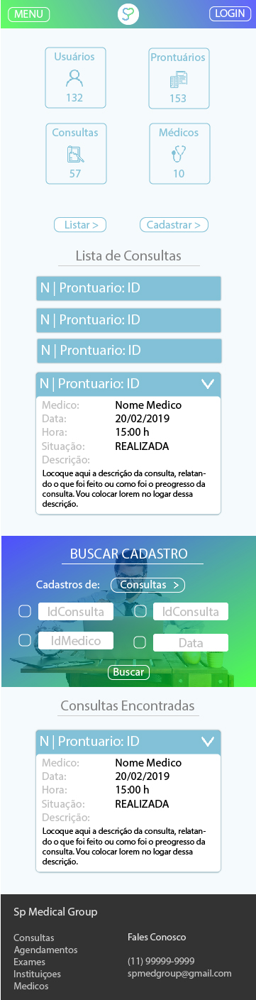 MENU
Sp
LOGIN
Usuários
Prontuários
132
153
Consultas
Médicos
57
10
Listar >
Cadastrar >
Lista de Consultas
N | Prontuario: ID
N | Prontuario: ID
N | Prontuario: ID
N | Prontuario: ID
Medico: Nome Medico
Data: 20/02/2019
Hora: 15:00 h
Situação: REALIZADA
Descrição:
Locoque aqui a descrição da consulta, relatan-
do o que foi feito ou como foi o preogresso da
consulta. Vou colocar lorem no logar dessa
descrição.
BUSCAR CADASTRO
Cadastros de: Consultas >
IdConsulta
IdConsulta
IdMedico
Data
Buscar
Consultas Encontradas
N | Prontuario: ID
Medico: Nome Medico
Data: 20/02/2019
Hora: 15:00 h
Situação: REALIZADA
Descrição:
Locoque aqui a descrição da consulta, relatan-
do o que foi feito ou como foi o preogresso da
consulta. Vou colocar lorem no logar dessa
descrição.
Sp Medical Group
Consultas
Agendamentos
Exames
Instituiçoes
Medicos
Fales Conosco
(11) 99999-9999
spmedgroup@gmail.com